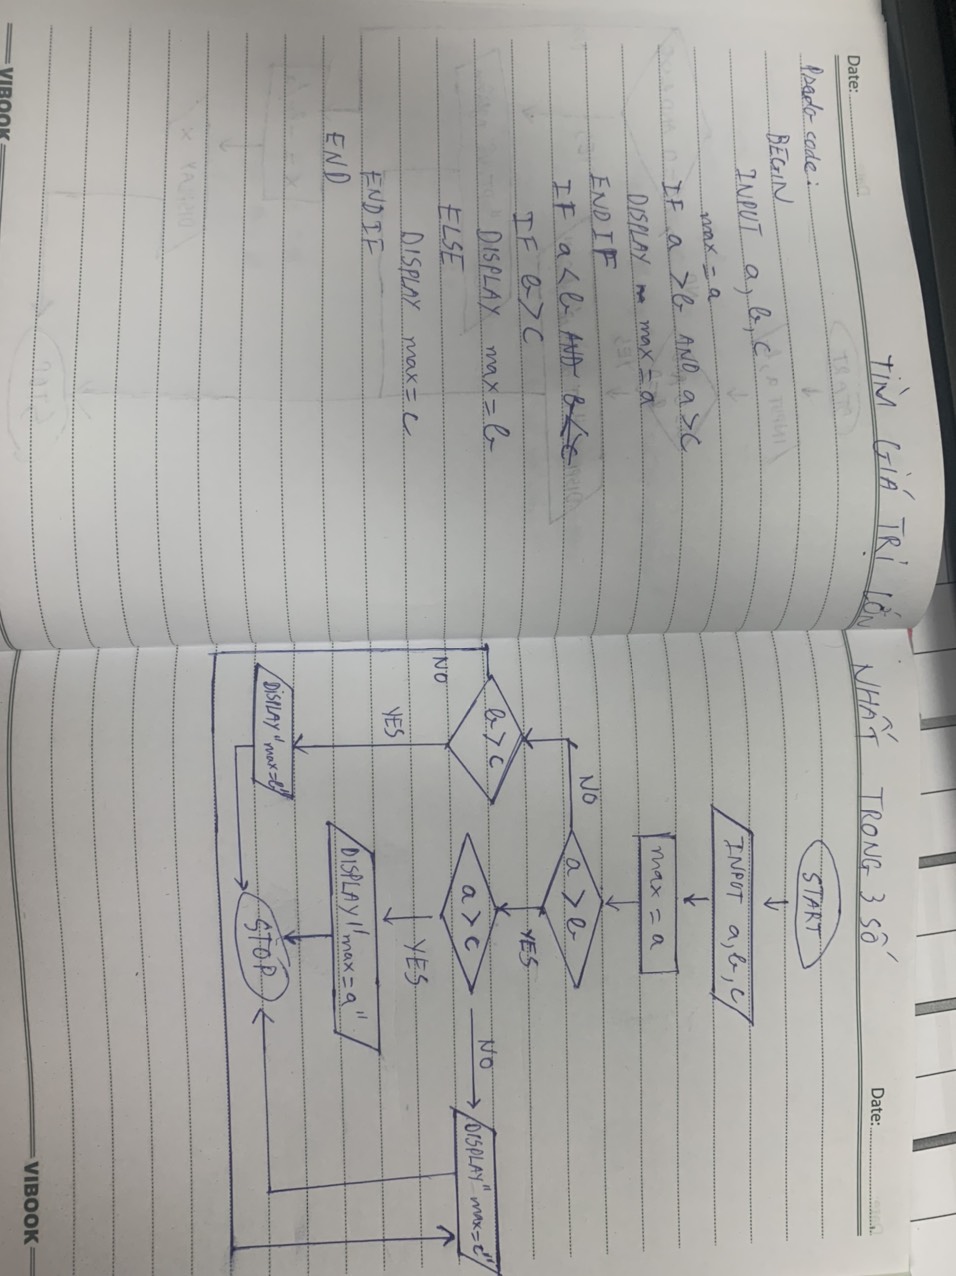 TÌM GIÁ TRỊ LỚN NHẤT TRONG 3 SỐ
Date:
Psedo code:
BEGIN
INPUT a, b, c
max = a
IF a > b AND a > c
DISPLAY max = a
END IF
IF a < b AND b < c
IF b > c
DISPLAY max = b
ELSE
DISPLAY max = c
END IF
END
VIBOOK
Date:
START
INPUT a, b, c
max = a
NO
a > b
YES
b > c
a > c
NO
DISPLAY "max = c"
NO
YES
YES
DISPLAY "max = a"
DISPLAY "max = b"
STOP
VIBOOK